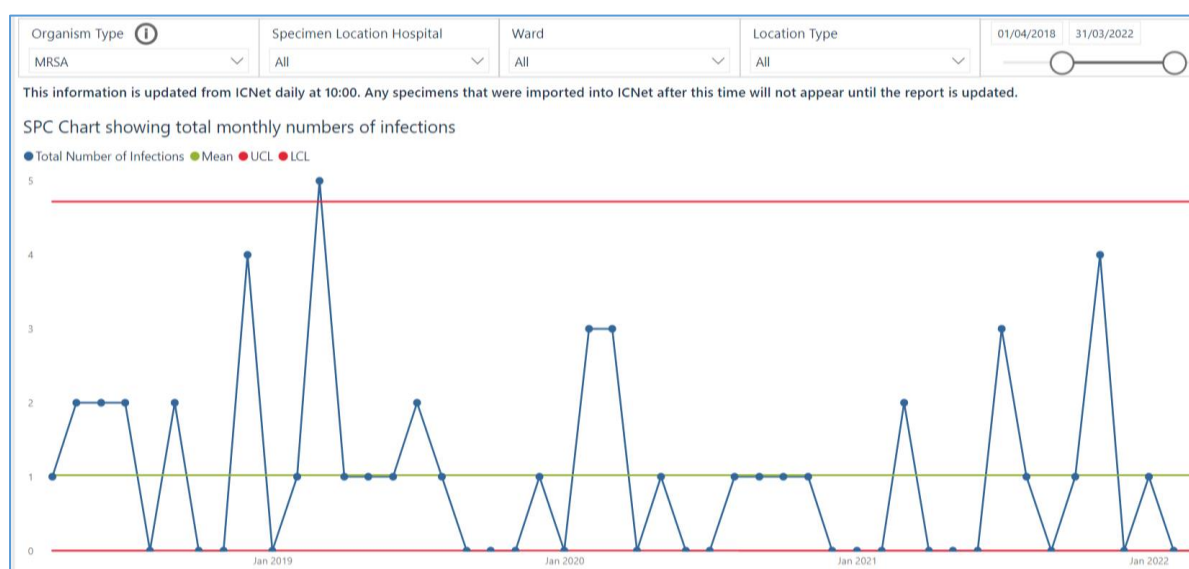 Organism Type
Specimen Location Hospital
Ward
Location Type
01/04/2018 31/03/2022
MRSA
All
All
All
This information is updated from ICNet daily at 10:00. Any specimens that were imported into ICNet after this time will not appear until the report is updated.
SPC Chart showing total monthly numbers of infections
Total Number of Infections Mean UCL LCL
5
4
3
2
1
0
Jan 2019 Jan 2020 Jan 2021 Jan 2022